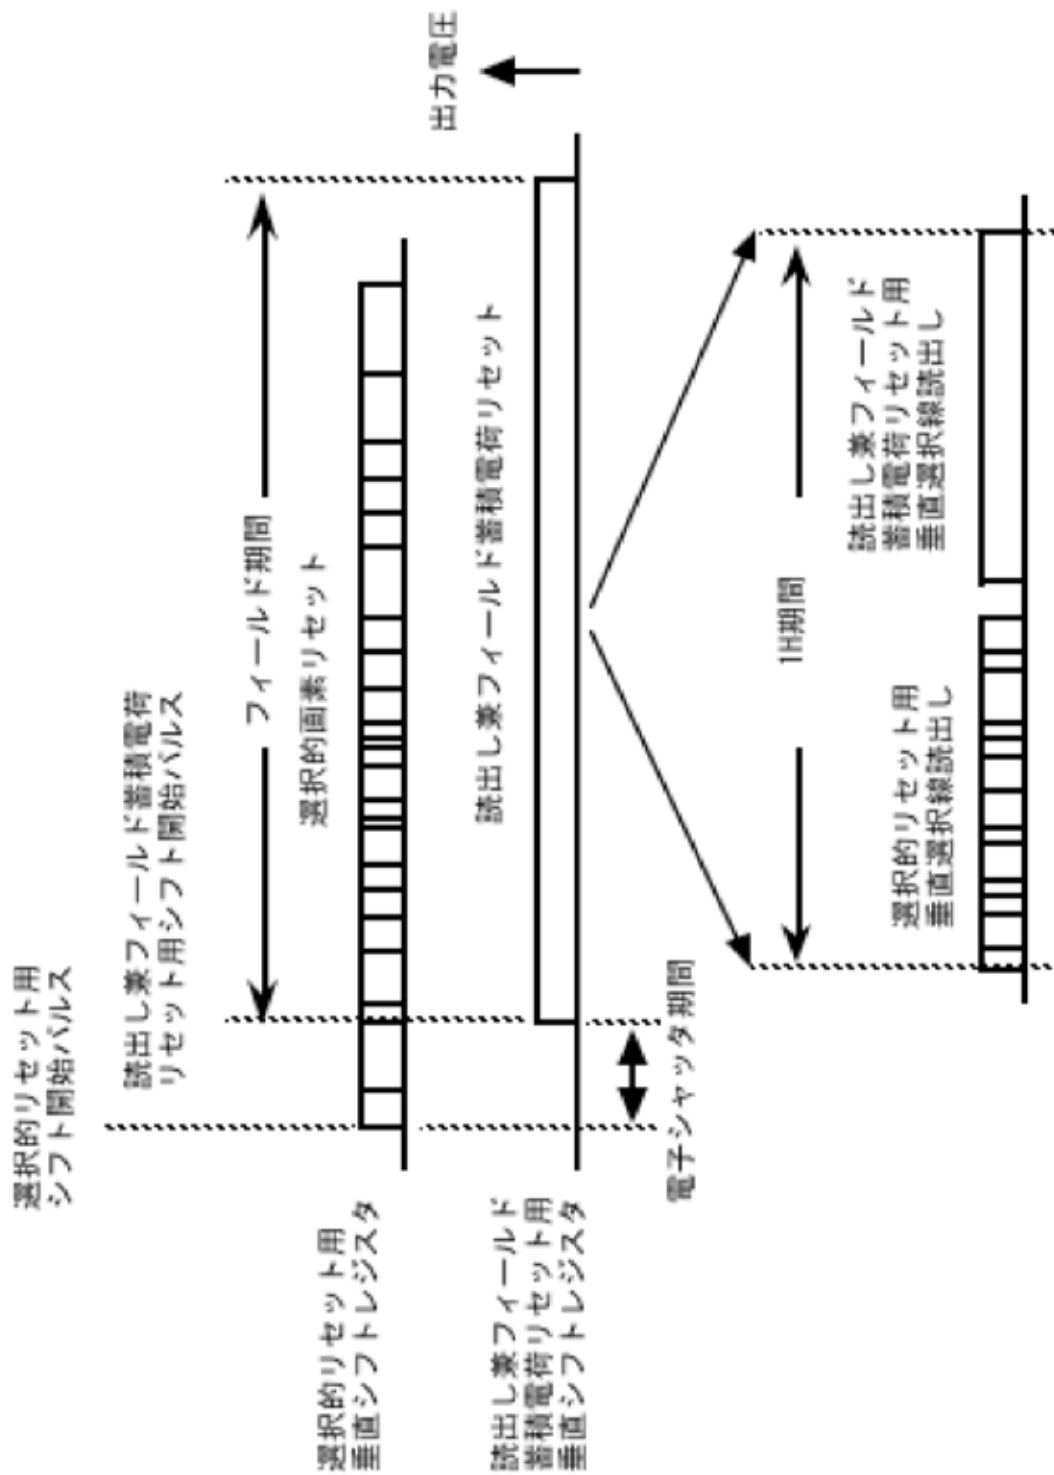 選択的リセット用
シフト開始パルス
読出し兼フィールド蓄積電荷
リセット用シフト開始パルス
フィールド期間
選択的画素リセット
選択的リセット用
垂直シフトレジスタ
出力電圧
読出し兼フィールド蓄積電荷リセット
読出し兼フィールド
蓄積電荷リセット用
垂直シフトレジスタ
電子シャッタ期間
1H期間
選択的リセット用
垂直選択線読出し
読出し兼フィールド
蓄積電荷リセット用
垂直選択線読出し